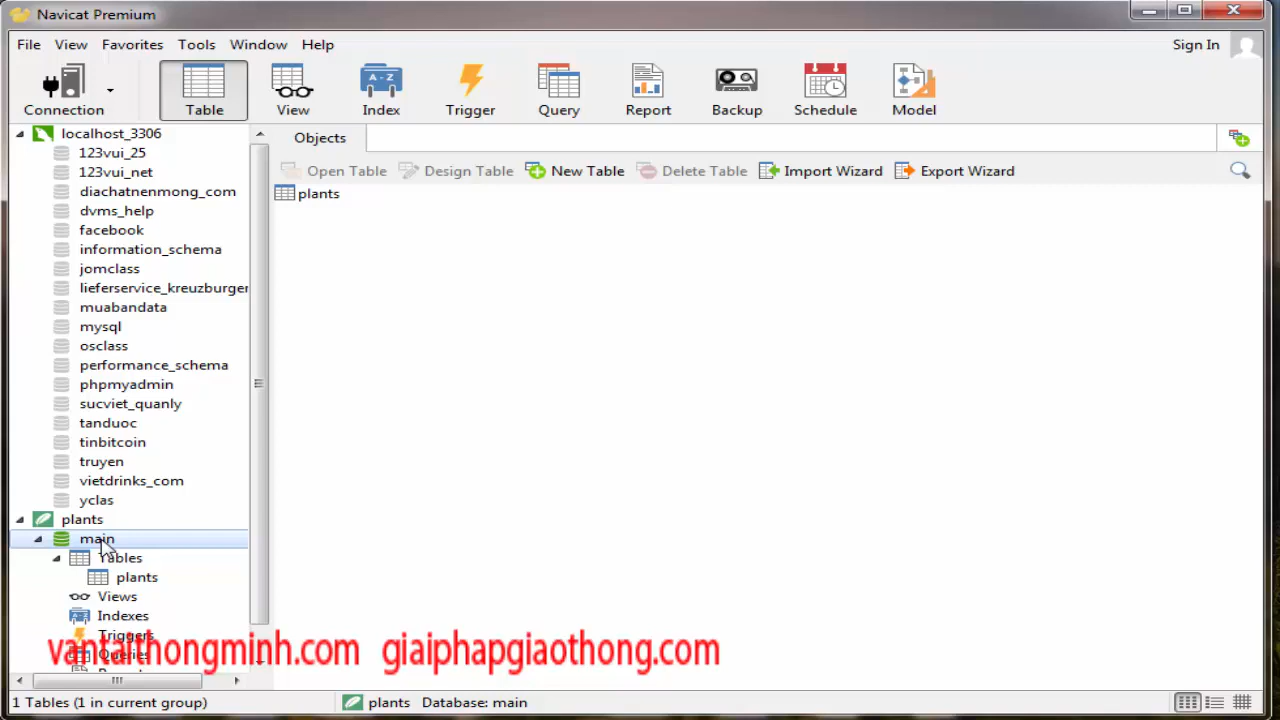 Navicat Premium
File View Favorites Tools Window Help Sign In
Connection Table View Index Trigger Query Report Backup Schedule Model
localhost_3306
123vui_25
123vui_net
diachatnenmong_com
dvms_help
facebook
information_schema
jomclass
lieferservice_kreuzburger
muabandata
mysql
osclass
performance_schema
phpmyadmin
sucviet_quanly
tanduoc
tinbitcoin
truyen
vietdrinks_com
yclas
plants
main
Tables
plants
Views
Indexes
Triggers
Queries
Objects
Open Table Design Table New Table Delete Table Import Wizard Export Wizard
plants
vantaithongminh.com giaiphapgiaothong.com
1 Tables (1 in current group) plants Database: main